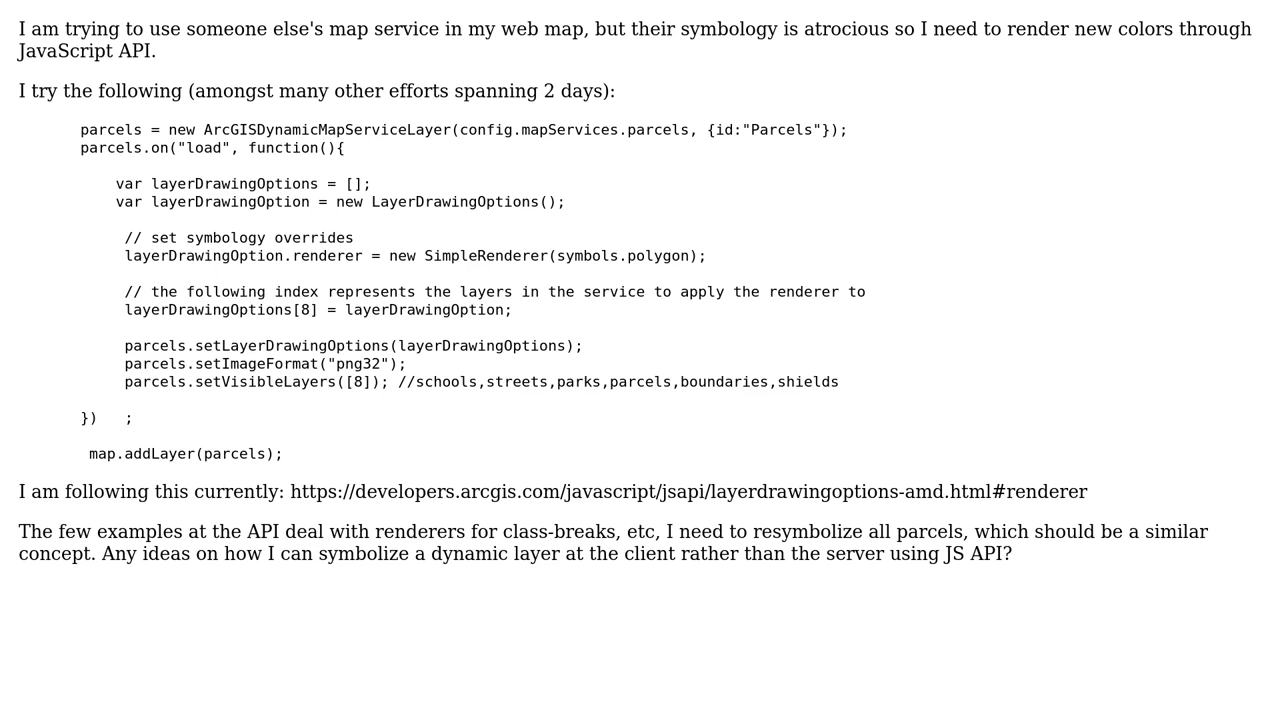 I am trying to use someone else's map service in my web map, but their symbology is atrocious so I need to render new colors through
JavaScript API.
I try the following (amongst many other efforts spanning 2 days):
parcels = new ArcGISDynamicMapServiceLayer(config.mapServices.parcels, {id:"Parcels"});
parcels.on("load", function(){
var layerDrawingOptions = [];
var layerDrawingOption = new LayerDrawingOptions();
// set symbology overrides
layerDrawingOption.renderer = new SimpleRenderer(symbols.polygon);
// the following index represents the layers in the service to apply the renderer to
layerDrawingOptions[8] = layerDrawingOption;
parcels.setLayerDrawingOptions(layerDrawingOptions);
parcels.setImageFormat("png32");
parcels.setVisibleLayers([8]); //schools,streets,parks,parcels,boundaries,shields
})   ;
map.addLayer(parcels);
I am following this currently: https://developers.arcgis.com/javascript/jsapi/layerdrawingoptions-amd.html#renderer
The few examples at the API deal with renderers for class-breaks, etc, I need to resymbolize all parcels, which should be a similar
concept. Any ideas on how I can symbolize a dynamic layer at the client rather than the server using JS API?